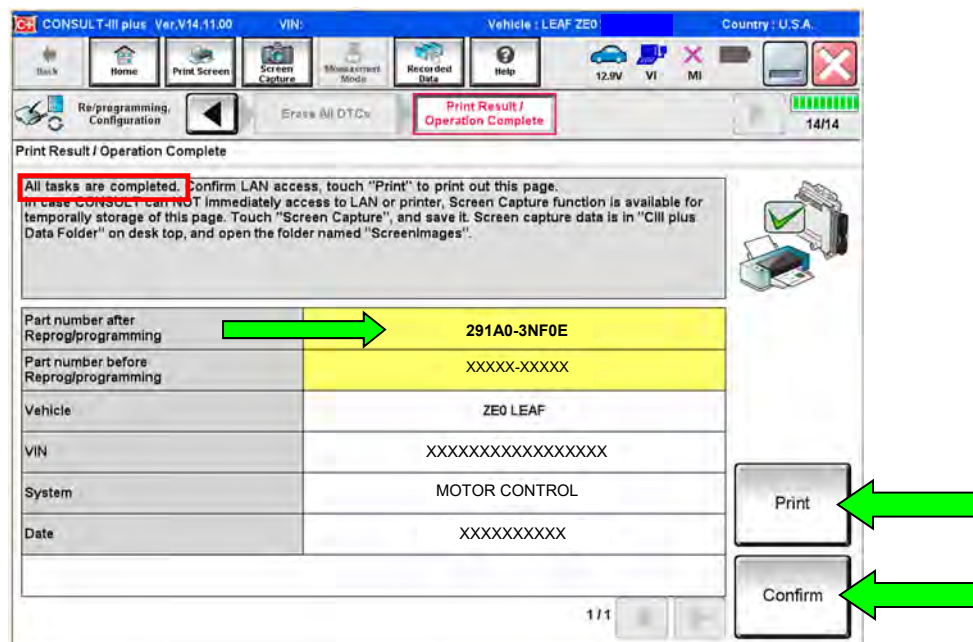 C+ CONSULT-III plus Ver.V14.11.00 VIN: Vehicle : LEAF ZE0 Country : U.S.A.
Back Home Print Screen Screen Capture Measurement Mode Recorded Data Help 12.9V VI MI
Re/programming, Configuration Erase All DTCs Print Result / Operation Complete 14/14
Print Result / Operation Complete
All tasks are completed. Confirm LAN access, touch "Print" to print out this page.
In case CONSULT can NOT immediately access to LAN or printer, Screen Capture function is available for
temporally storage of this page. Touch "Screen Capture", and save it. Screen capture data is in "CIII plus
Data Folder" on desk top, and open the folder named "ScreenImages".
Part number after
Reprog/programming
291A0-3NF0E
Part number before
Reprog/programming
XXXXX-XXXXX
Vehicle ZE0 LEAF
VIN XXXXXXXXXXXXXXXXX
System MOTOR CONTROL
Date XXXXXXXXXX
Print
Confirm
1/1